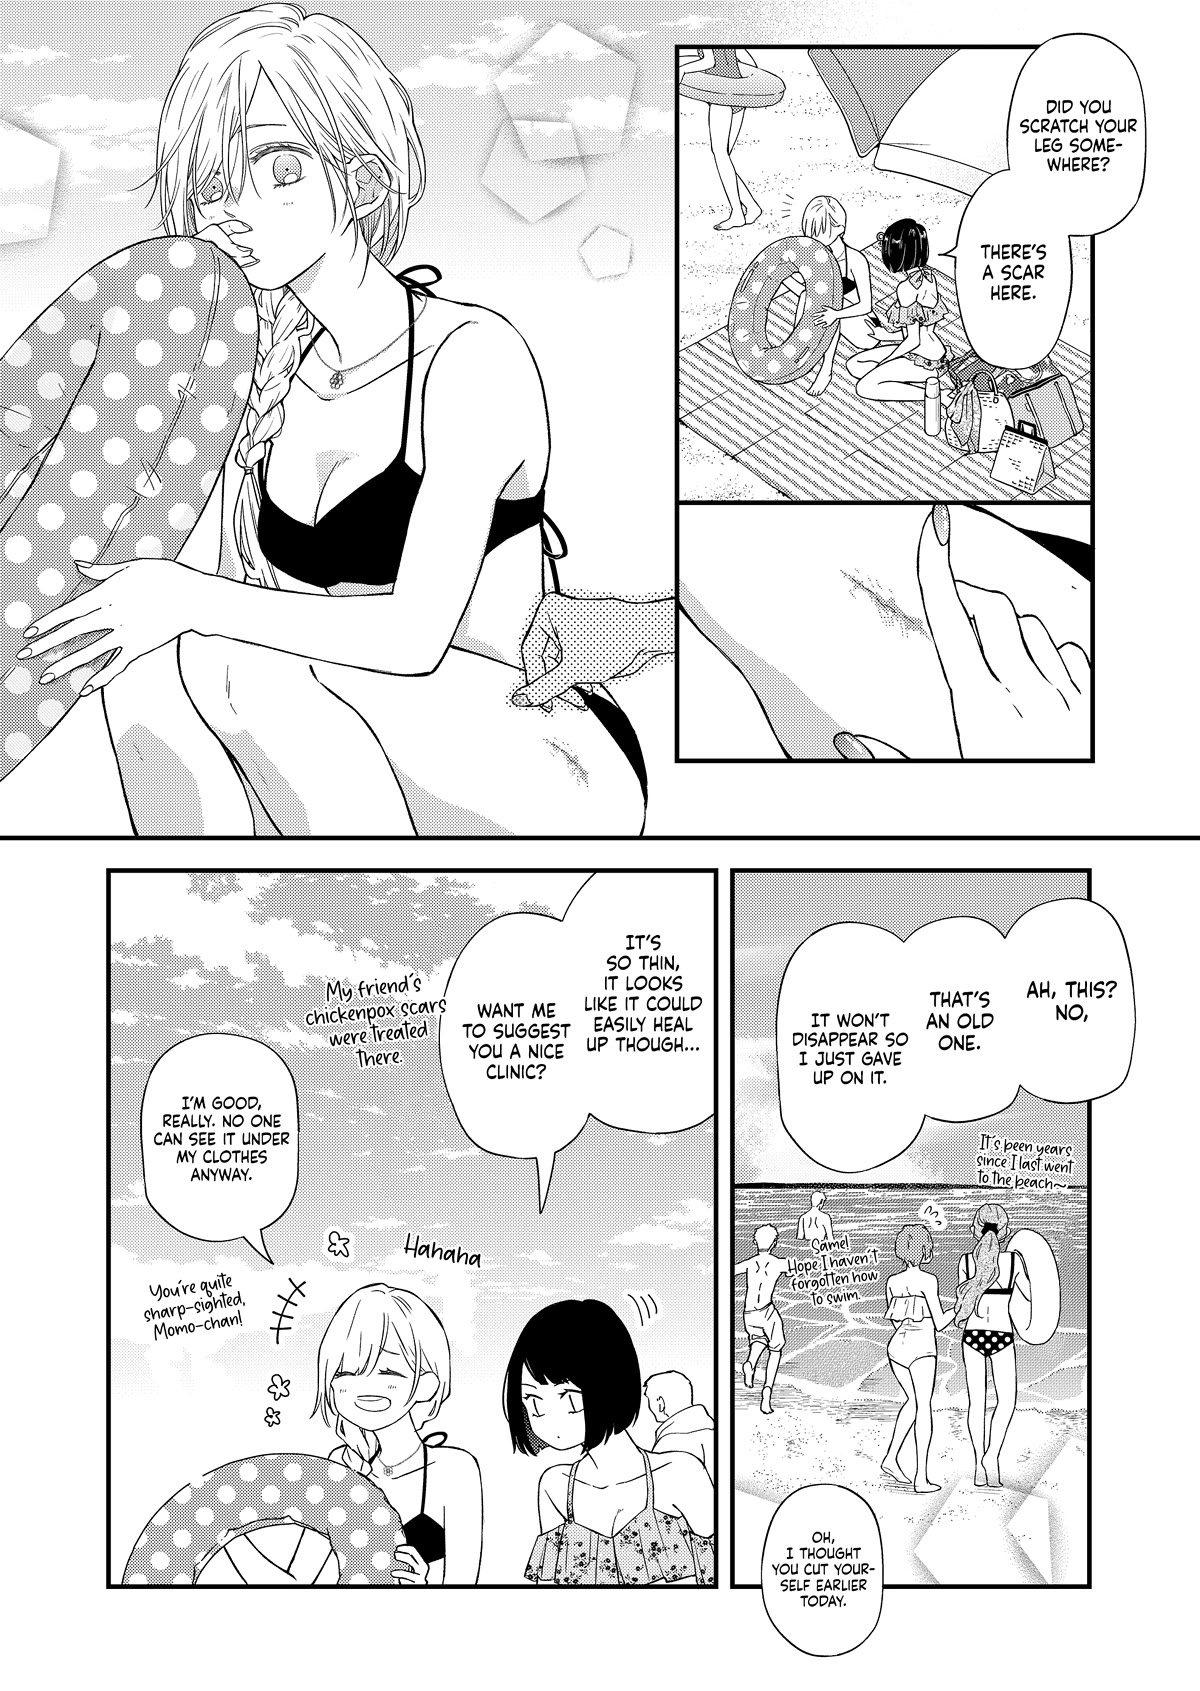 DID YOU
SCRATCH YOUR
LEG SOME-
WHERE?
THERE'S
A SCAR
HERE.
AH, THIS?
NO,
THAT'S
AN OLD
ONE.
IT WON'T
DISAPPEAR SO
I JUST GAVE
UP ON IT.
It's been years
since I last went
to the beach~
Same!
Hope I haven't
forgotten how
to swim.
OH,
I THOUGHT
YOU CUT YOUR-
SELF EARLIER
TODAY.
IT'S
SO THIN,
IT LOOKS
LIKE IT COULD
EASILY HEAL
UP THOUGH...
WANT ME
TO SUGGEST
YOU A NICE
CLINIC?
My friend's
chickenpox scars
were treated
there.
I'M GOOD,
REALLY. NO ONE
CAN SEE IT UNDER
MY CLOTHES
ANYWAY.
Hahaha
You're quite
sharp-sighted,
Momo-chan!